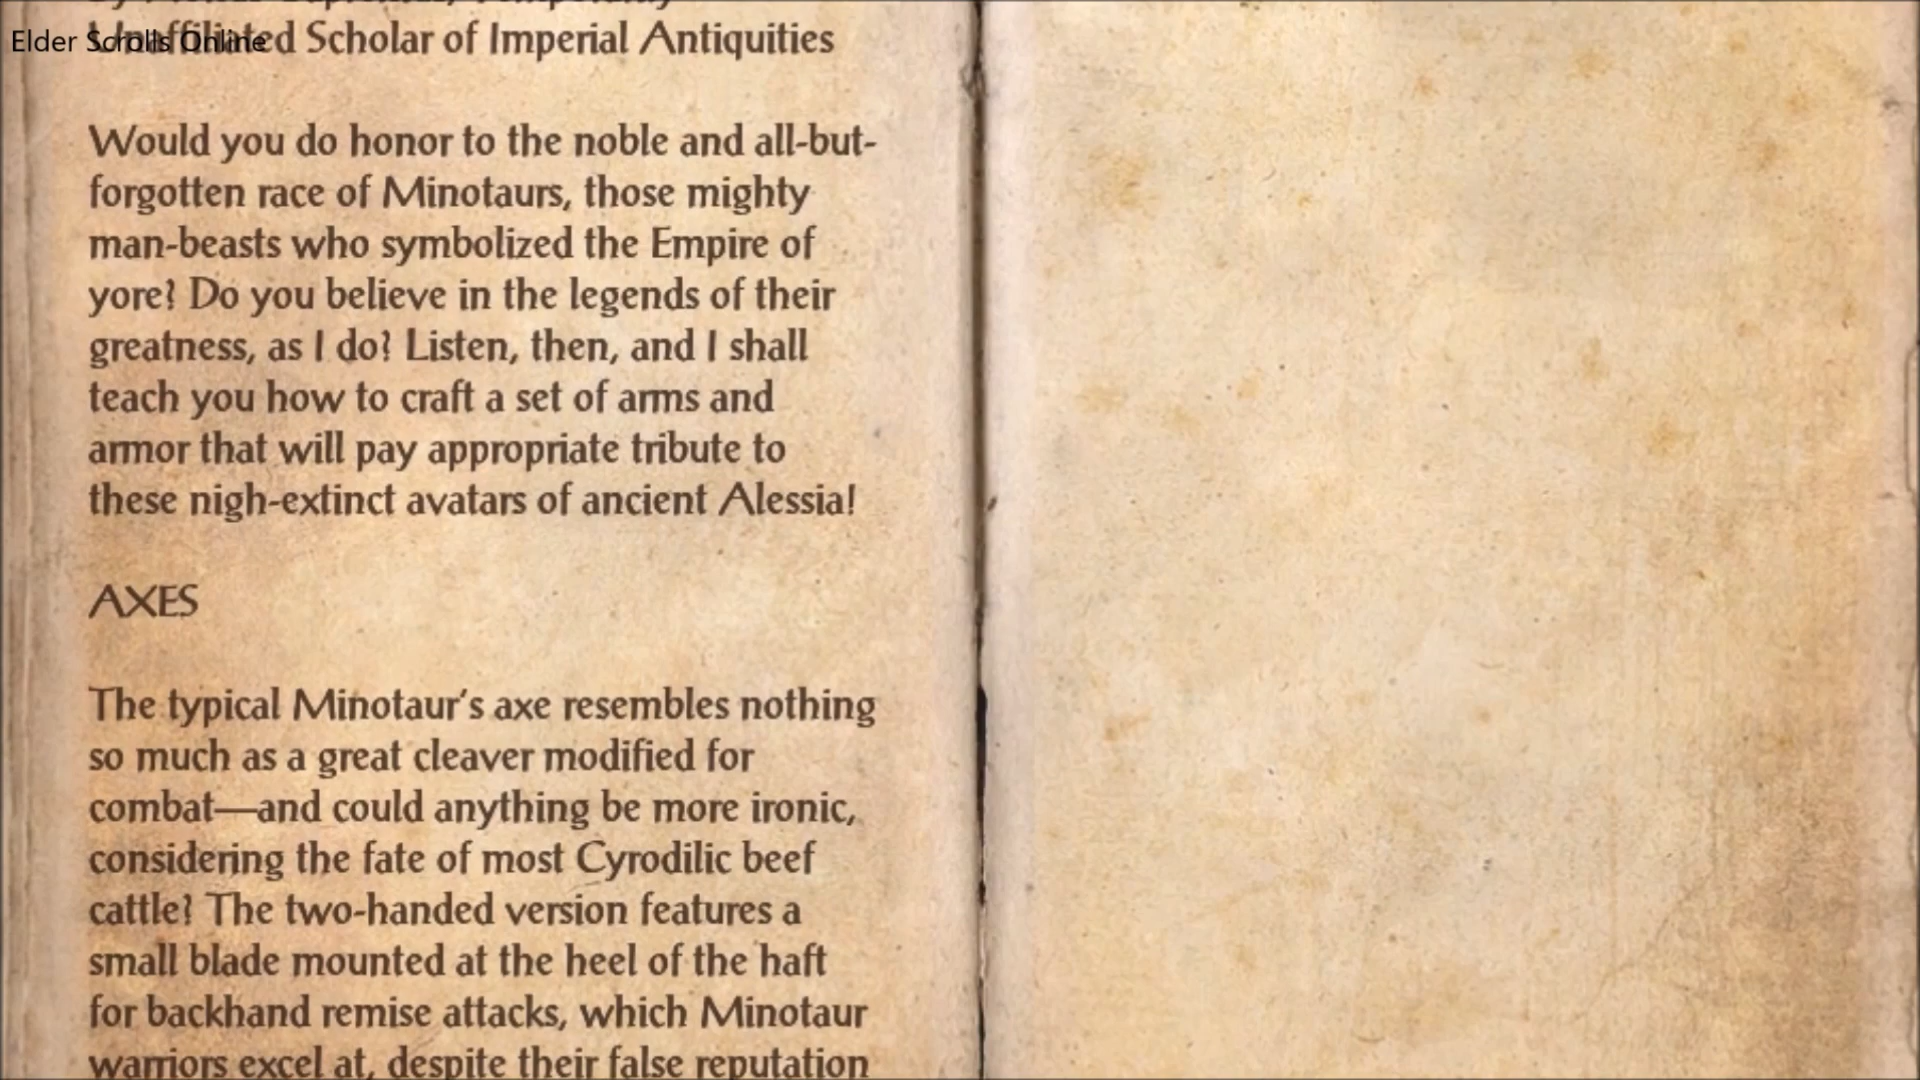 Elder Scrolls Online
Unaffiliated Scholar of Imperial Antiquities
Would you do honor to the noble and all-but-
forgotten race of Minotaurs, those mighty
man-beasts who symbolized the Empire of
yore? Do you believe in the legends of their
greatness, as I do? Listen, then, and I shall
teach you how to craft a set of arms and
armor that will pay appropriate tribute to
these nigh-extinct avatars of ancient Alessia!
AXES
The typical Minotaur's axe resembles nothing
so much as a great cleaver modified for
combat—and could anything be more ironic,
considering the fate of most Cyrodilic beef
cattle? The two-handed version features a
small blade mounted at the heel of the haft
for backhand remise attacks, which Minotaur
warriors excel at, despite their false reputation